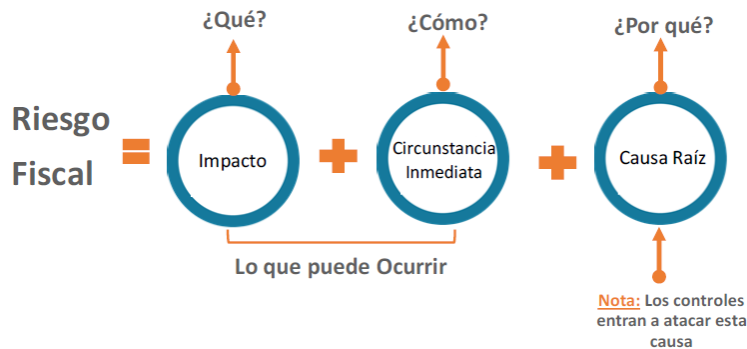 ¿Qué?
¿Cómo?
¿Por qué?
Riesgo
Fiscal
=
Impacto
+
Circunstancia
Inmediata
+
Causa Raíz
Lo que puede Ocurrir
Nota: Los controles
entran a atacar esta
causa